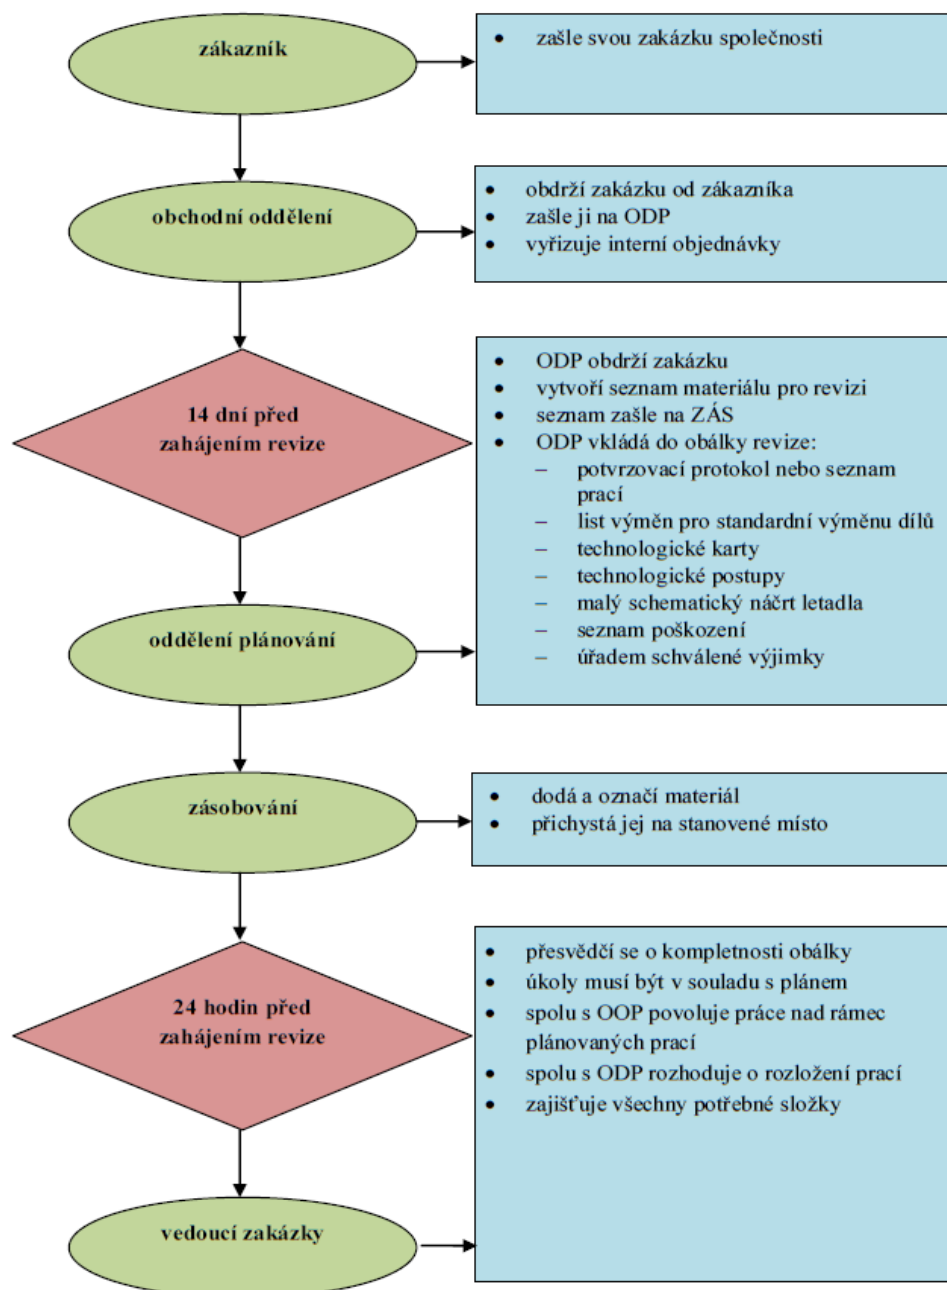 zákazník
• zašle svou zakázku společnosti
obchodní oddělení
• obdrží zakázku od zákazníka
• zašle ji na ODP
• vyřizuje interní objednávky
14 dní před
zahájením revize
• ODP obdrží zakázku
• vytvoří seznam materiálu pro revizi
• seznam zašle na ZÁS
• ODP vkládá do obálky revize:
– potvrzovací protokol nebo seznam
prací
– list výměn pro standardní výměnu dílů
– technologické karty
– technologické postupy
– malý schematický náčrt letadla
– seznam poškození
– úřadem schválené výjimky
oddělení plánování
zásobování
• dodá a označí materiál
• přichystá jej na stanovené místo
24 hodin před
zahájením revize
• přesvědčí se o kompletnosti obálky
• úkoly musí být v souladu s plánem
• spolu s OOP povoluje práce nad rámec
plánovaných prací
• spolu s ODP rozhoduje o rozložení prací
• zajišťuje všechny potřebné složky
vedoucí zakázky